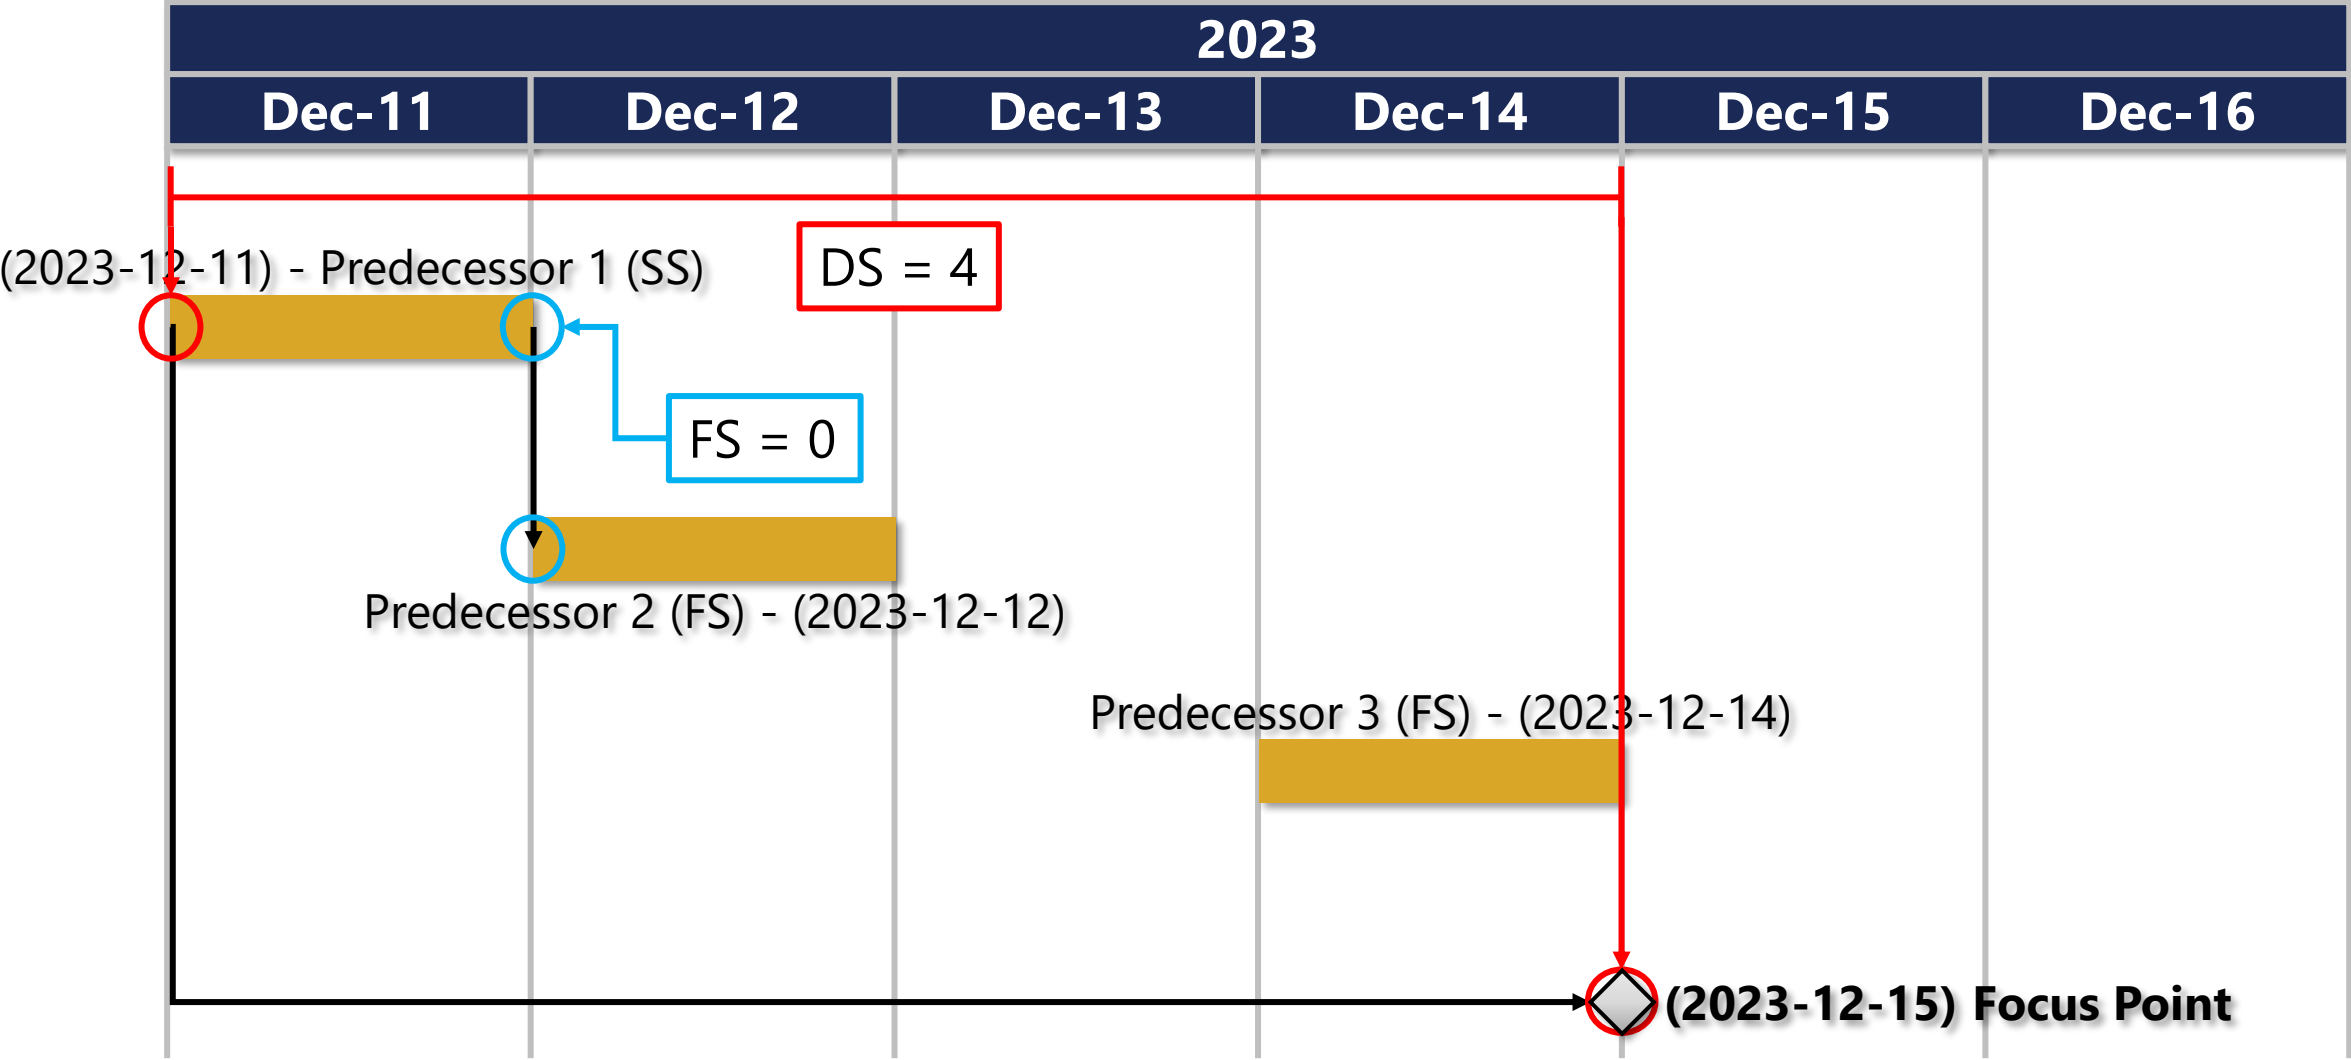 2023
Dec-11 Dec-12 Dec-13 Dec-14 Dec-15 Dec-16
(2023-12-11) - Predecessor 1 (SS)
DS = 4
FS = 0
Predecessor 2 (FS) - (2023-12-12)
Predecessor 3 (FS) - (2023-12-14)
(2023-12-15) Focus Point